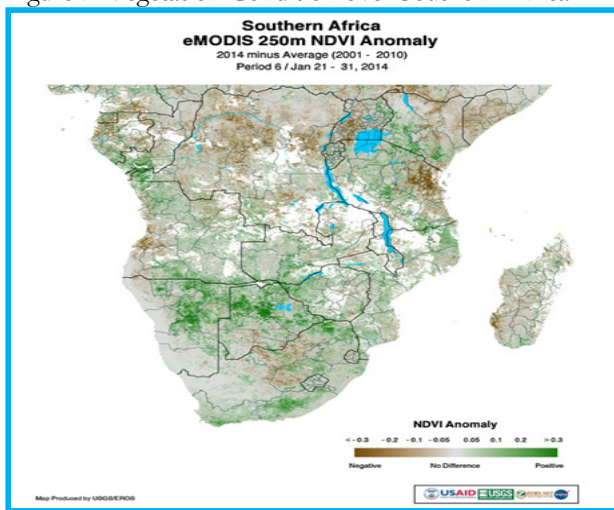 Southern Africa
eMODIS 250m NDVI Anomaly
2014 minus Average (2001 - 2010)
Period 6 / Jan 21 - 31, 2014
NDVI Anomaly
< - 0.3 -0.2 -0.1 -0.05 0.05 0.1 0.2 > 0.3
Negative No Difference Positive
Map Produced by USGS/EROS
USAID USGS